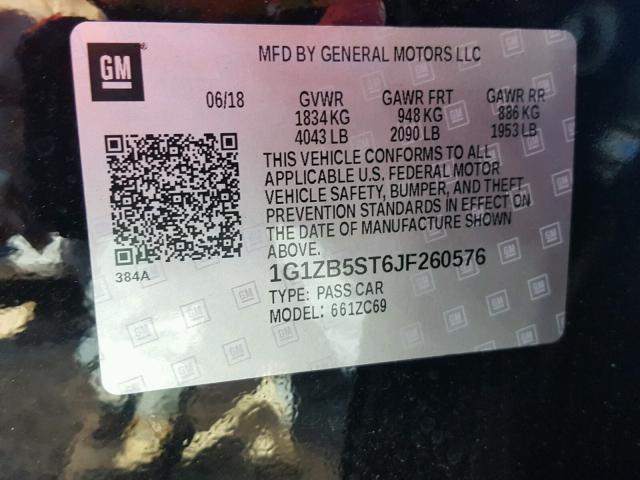 GM
MFD BY GENERAL MOTORS LLC
06/18 GVWR GAWR FRT GAWR RR
1834 KG 948 KG 886 KG
4043 LB 2090 LB 1953 LB
THIS VEHICLE CONFORMS TO ALL
APPLICABLE U.S. FEDERAL MOTOR
VEHICLE SAFETY, BUMPER, AND THEFT
PREVENTION STANDARDS IN EFFECT ON
THE DATE OF MANUFACTURE SHOWN
ABOVE.
384A
1G1ZB5ST6JF260576
TYPE: PASS CAR
MODEL: 661ZC69